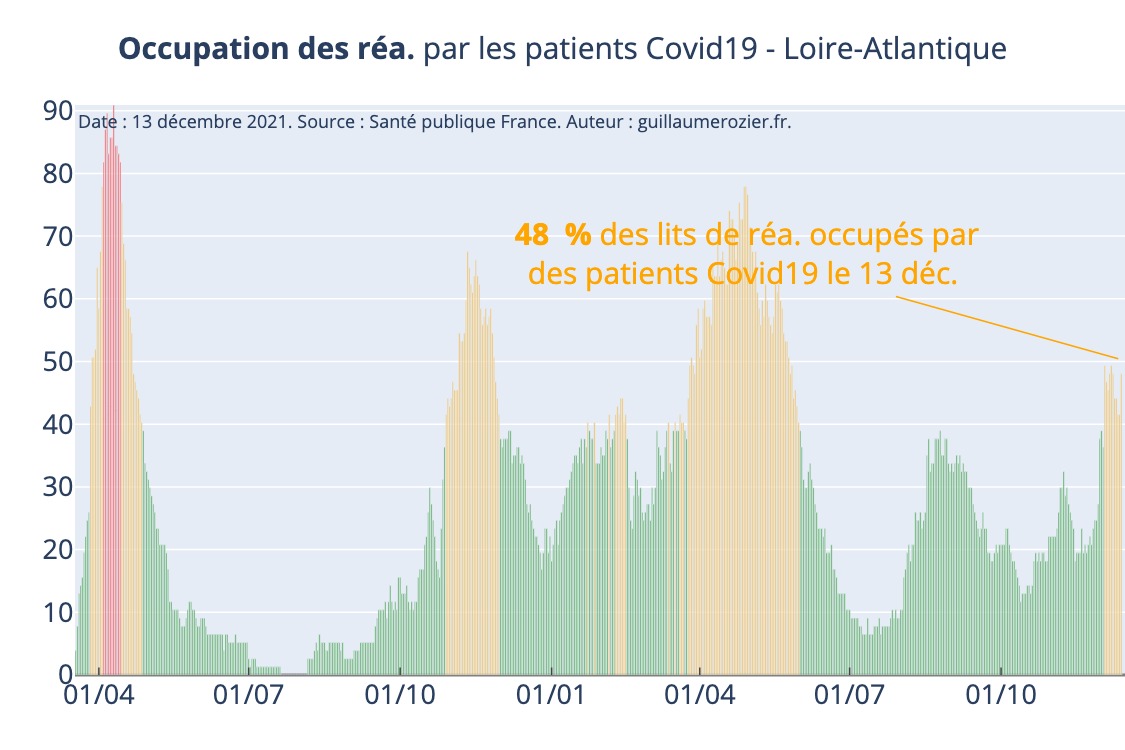 Occupation des réa. par les patients Covid19 - Loire-Atlantique
90
Date : 13 décembre 2021. Source : Santé publique France. Auteur : guillaumerozier.fr.
80
70
48 % des lits de réa. occupés par
des patients Covid19 le 13 déc.
60
50
40
30
20
10
0
01/04 01/07 01/10 01/01 01/04 01/07 01/10